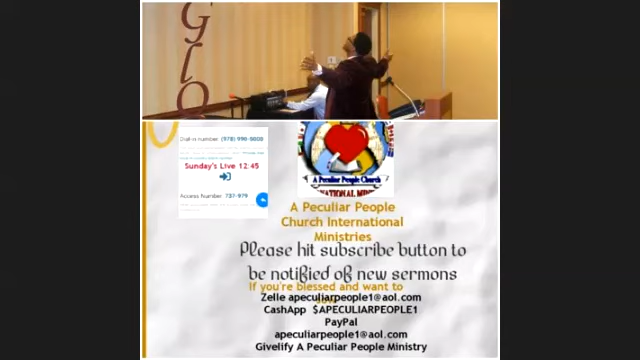 GLO
Dial-in number (978) 990-5000
Sunday's Live 12:45
Access Number 737-979
A Peculiar People Church
A Peculiar People
Church International
Ministries
Please hit subscribe button to
be notified of new sermons
If you're blessed and want to
Zelle apeculiarpeople1@aol.com
CashApp $APECULIARPEOPLE1
PayPal
apeculiarpeople1@aol.com
Givelify A Peculiar People Ministry